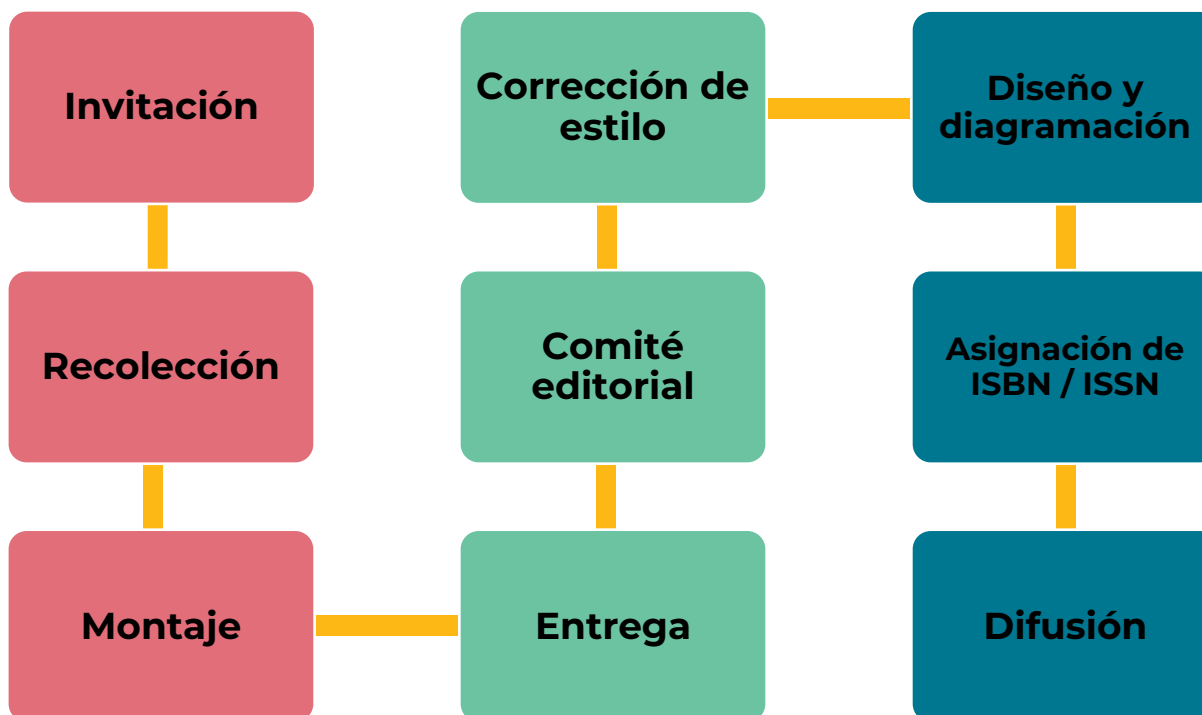 Invitación
Recolección
Montaje
Entrega
Comité
editorial
Corrección de
estilo
Diseño y
diagramación
Asignación de
ISBN / ISSN
Difusión